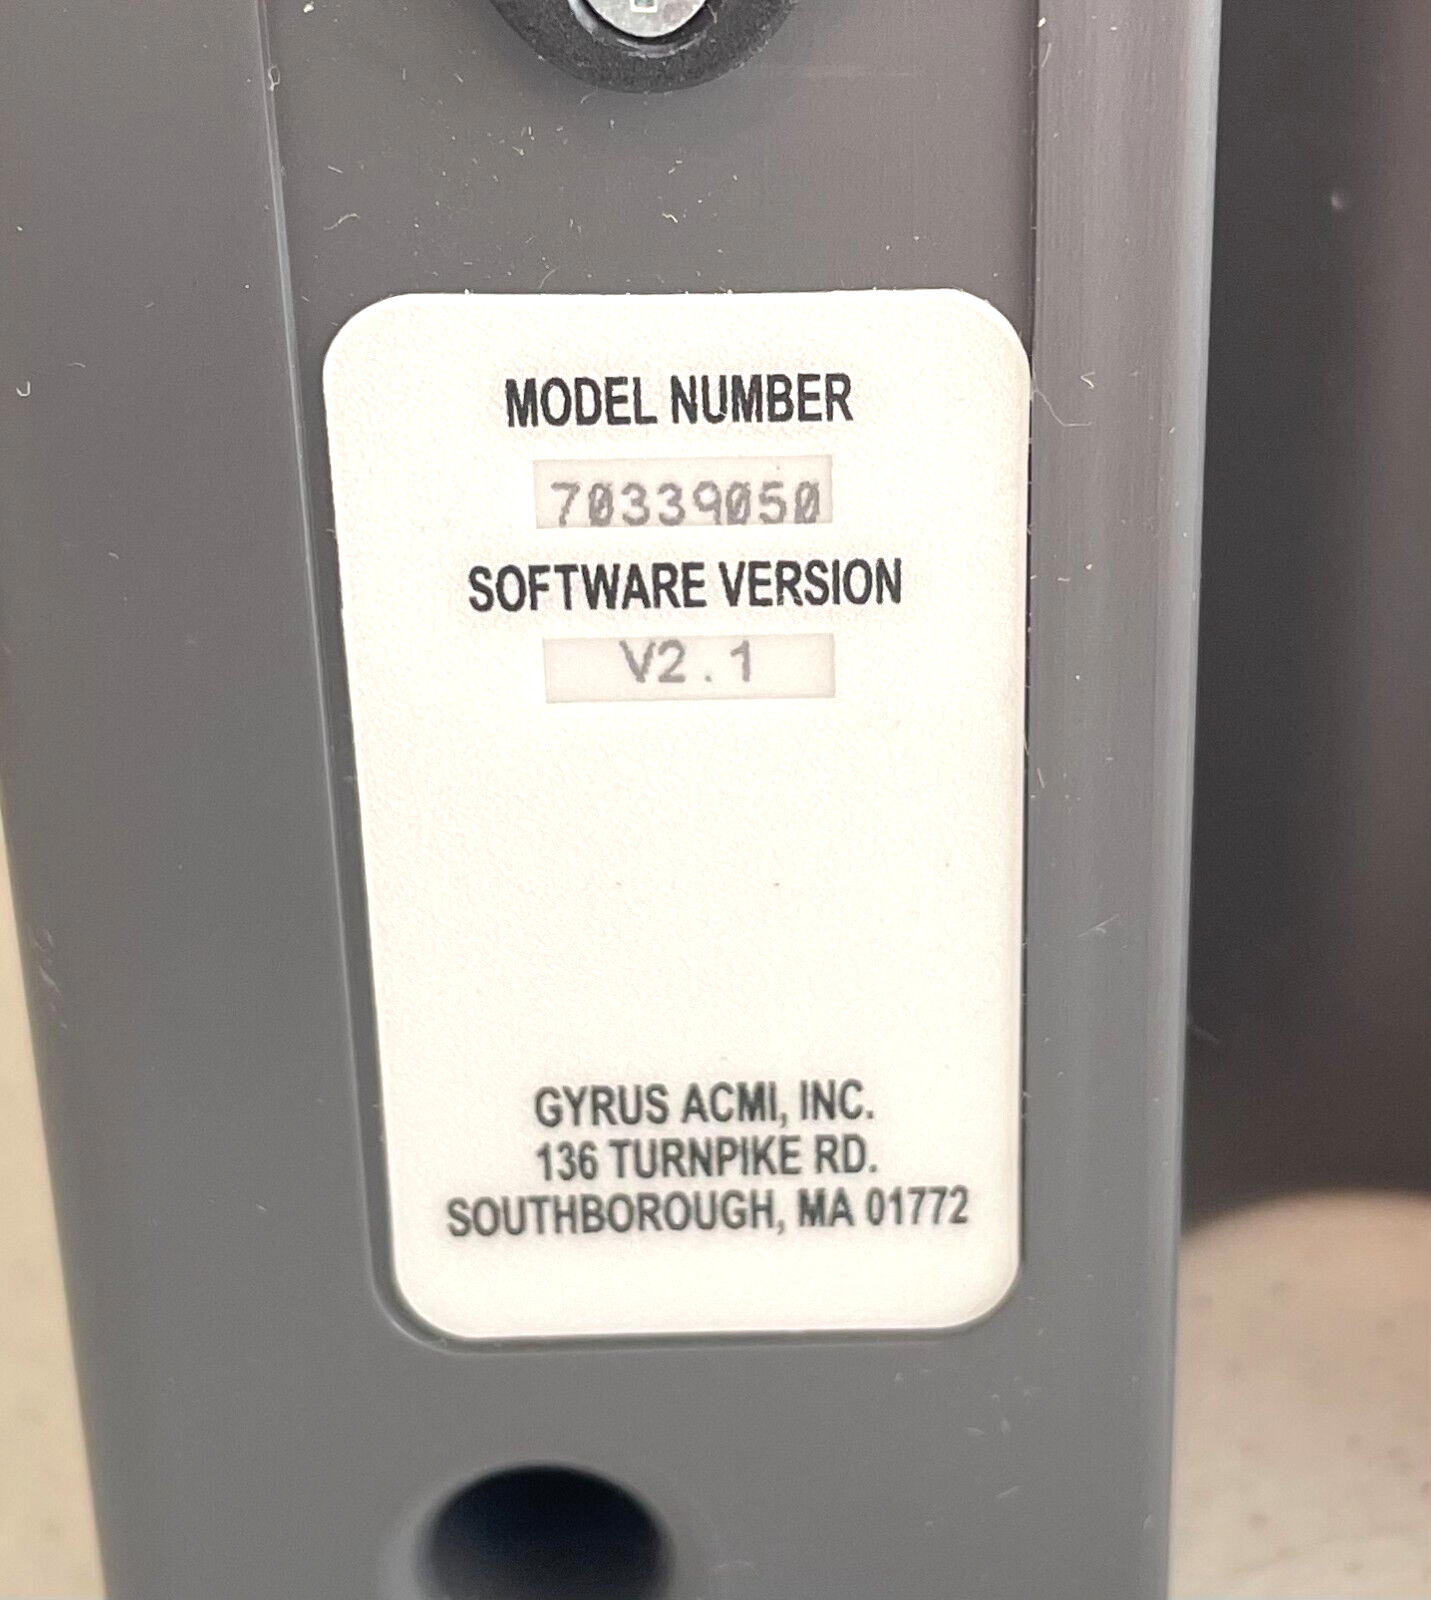 MODEL NUMBER
70339050
SOFTWARE VERSION
V2.1
GYRUS ACMI, INC.
136 TURNPIKE RD.
SOUTHBOROUGH, MA 01772